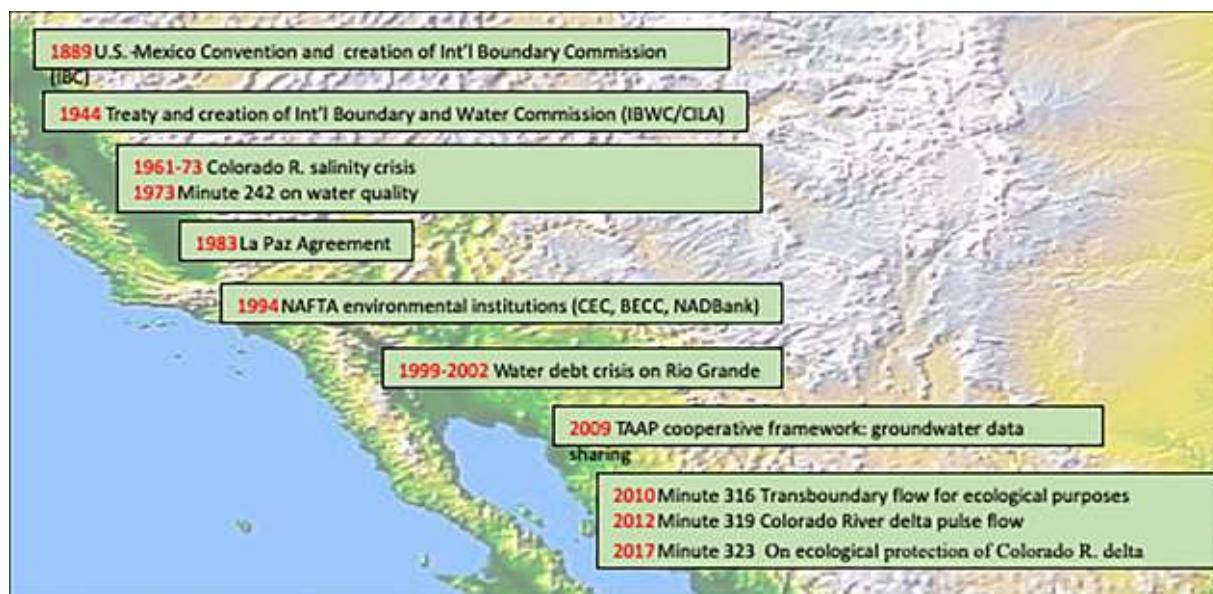 1889 U.S.-Mexico Convention and creation of Int'l Boundary Commission
(IBC)
1944 Treaty and creation of Int'l Boundary and Water Commission (IBWC/CILA)
1961-73 Colorado R. salinity crisis
1973 Minute 242 on water quality
1983 La Paz Agreement
1994 NAFTA environmental institutions (CEC, BECC, NADBank)
1999-2002 Water debt crisis on Rio Grande
2009 TAAP cooperative framework: groundwater data
sharing
2010 Minute 316 Transboundary flow for ecological purposes
2012 Minute 319 Colorado River delta pulse flow
2017 Minute 323 On ecological protection of Colorado R. delta